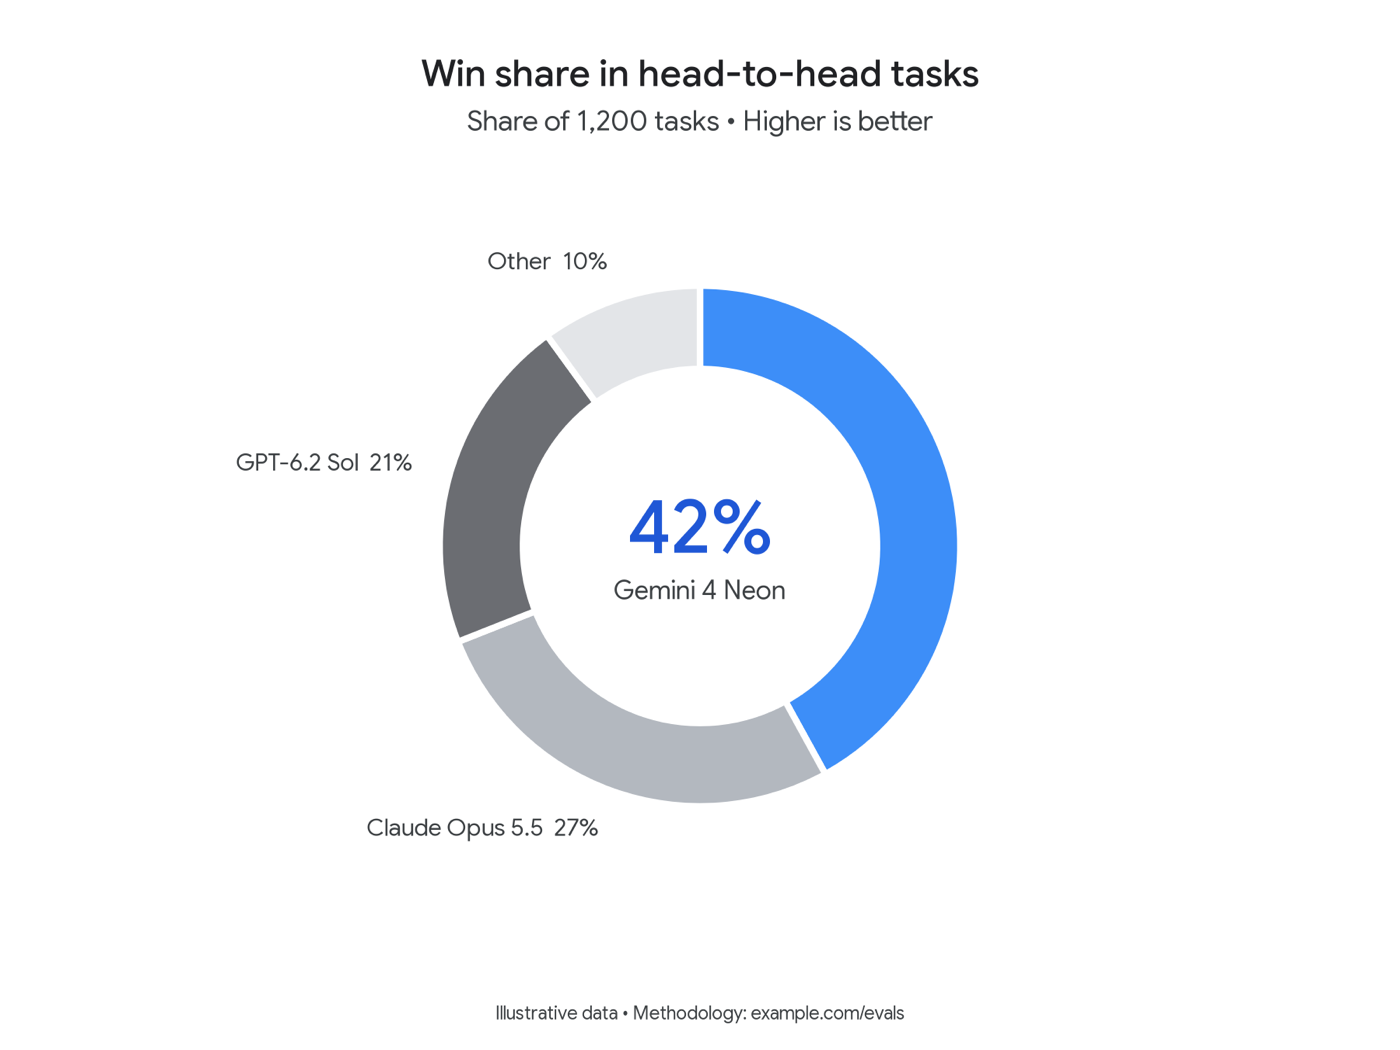 Win share in head-to-head tasks
Share of 1,200 tasks • Higher is better
Other 10%
GPT-6.2 Sol 21%
42%
Gemini 4 Neon
Claude Opus 5.5 27%
Illustrative data • Methodology: example.com/evals